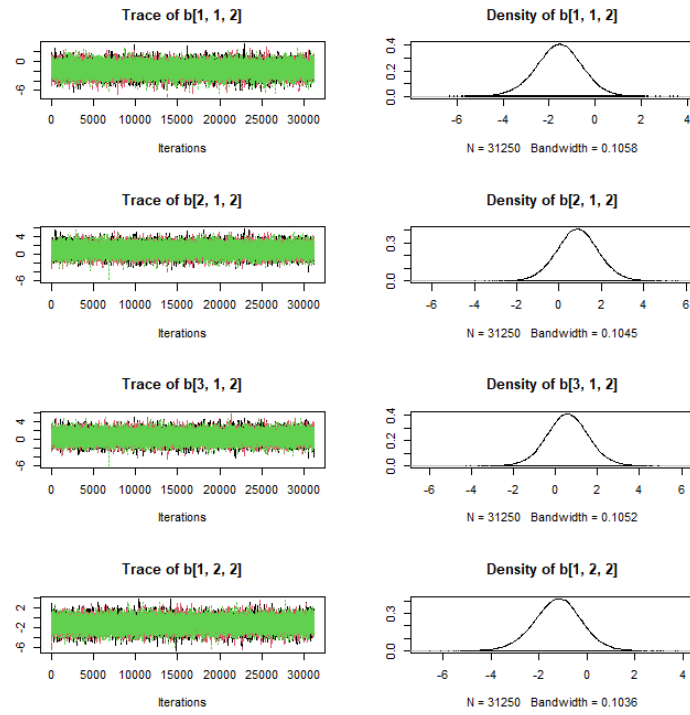 Trace of b[1, 1, 2]
Density of b[1, 1, 2]
-6 0
0 5000 10000 15000 20000 25000 30000
Iterations
0.0 0.2 0.4
-6 -4 -2 0 2 4
N = 31250 Bandwidth = 0.1058
Trace of b[2, 1, 2]
Density of b[2, 1, 2]
-6 0 4
0 5000 10000 15000 20000 25000 30000
Iterations
0.0 0.3
-6 -4 -2 0 2 4 6
N = 31250 Bandwidth = 0.1045
Trace of b[3, 1, 2]
Density of b[3, 1, 2]
-6 0 4
0 5000 10000 15000 20000 25000 30000
Iterations
0.0 0.2 0.4
-6 -4 -2 0 2 4 6
N = 31250 Bandwidth = 0.1052
Trace of b[1, 2, 2]
Density of b[1, 2, 2]
-6 -2 2
0 5000 10000 15000 20000 25000 30000
Iterations
0.0 0.3
-6 -4 -2 0 2 4
N = 31250 Bandwidth = 0.1036